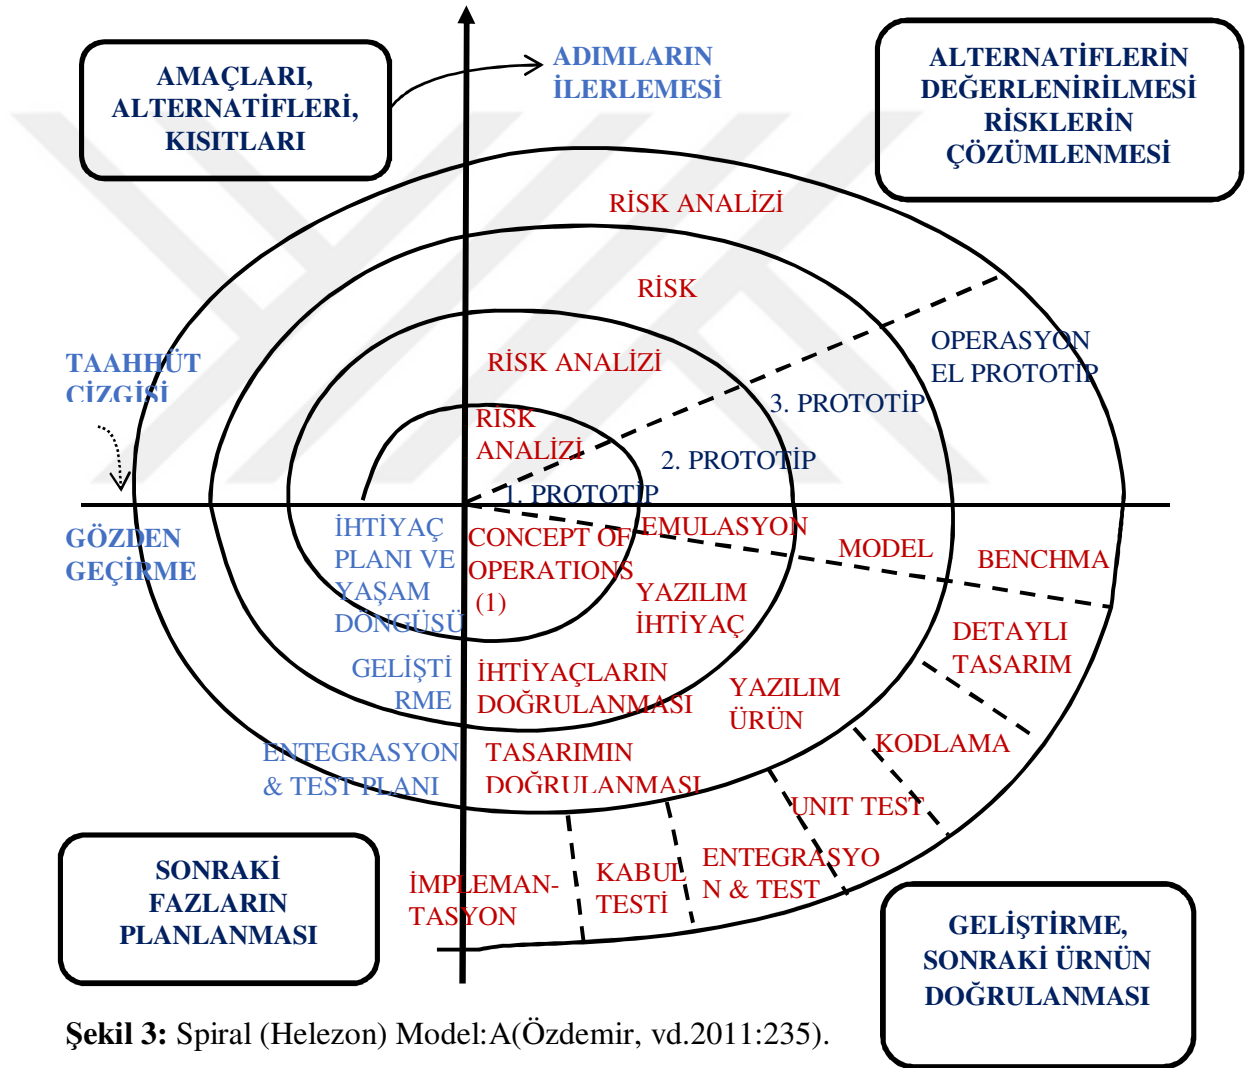 AMAÇLARI,
ALTERNATİFLERİ,
KISITLARI
ADIMLARIN
İLERLEMESİ
ALTERNATİFLERİN
DEĞERLENİRİLMESİ
RİSKLERİN
ÇÖZÜMLENMESİ
RİSK ANALİZİ
RİSK
RİSK ANALİZİ
RİSK
ANALİZİ
TAAHHÜT
ÇİZGİSİ
OPERASYON
EL PROTOTİP
3. PROTOTİP
2. PROTOTİP
1. PROTOTİP
GÖZDEN
GEÇİRME
İHTİYAÇ
PLANI VE
YAŞAM
DÖNGÜSÜ
CONCEPT OF
OPERATIONS
(1)
EMULASYON
MODEL
BENCHMA
YAZILIM
İHTİYAÇ
DETAYLI
TASARIM
GELİŞTİ
RME
İHTİYAÇLARIN
DOĞRULANMASI
YAZILIM
ÜRÜN
KODLAMA
ENTEGRASYON
& TEST PLANI
TASARIMIN
DOĞRULANMASI
UNIT TEST
ENTEGRASYO
N & TEST
KABUL
TESTİ
İMPLEMAN-
TASYON
SONRAKİ
FAZLARIN
PLANLANMASI
GELİŞTİRME,
SONRAKİ ÜRNÜN
DOĞRULANMASI
Şekil 3: Spiral (Helezon) Model:A(Özdemir, vd.2011:235).